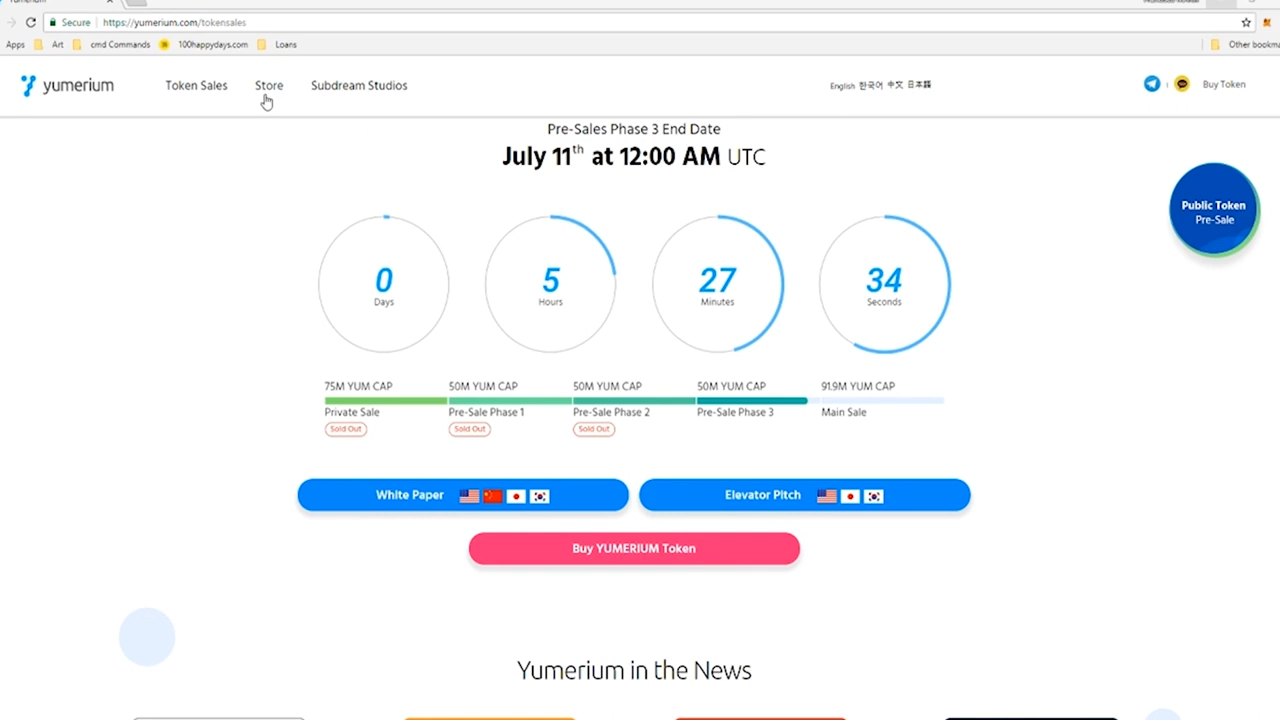 Secure https://yumerium.com/tokensales
Apps Art cmd Commands 100happydays.com Loans Other bookma
yumerium Token Sales Store Subdream Studios English 한국어 中文 日本語 Buy Token
Pre-Sales Phase 3 End Date
July 11th at 12:00 AM UTC
Public Token
Pre-Sale
0 5 27 34
Days Hours Minutes Seconds
75M YUM CAP 50M YUM CAP 50M YUM CAP 50M YUM CAP 91.9M YUM CAP
Private Sale Pre-Sale Phase 1 Pre-Sale Phase 2 Pre-Sale Phase 3 Main Sale
Sold Out Sold Out Sold Out
White Paper Elevator Pitch
Buy YUMERIUM Token
Yumerium in the News